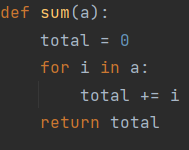 def sum(a):
    total = 0
    for i in a:
        total += i
    return total